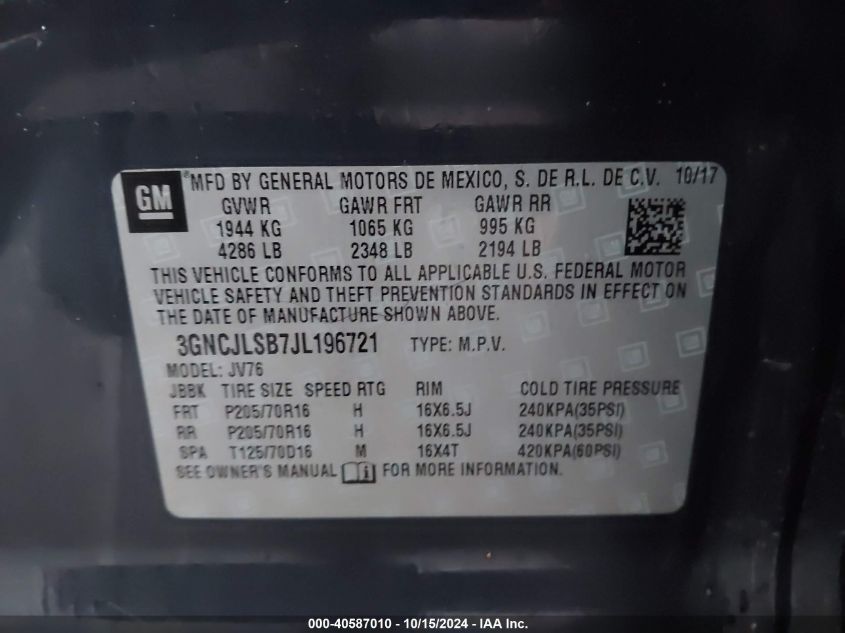 GM
®MFD BY GENERAL MOTORS DE MEXICO, S. DE R.L. DE C.V. 10/17
GVWR GAWR FRT GAWR RR
1944 KG 1065 KG 995 KG
4286 LB 2348 LB 2194 LB
THIS VEHICLE CONFORMS TO ALL APPLICABLE U.S. FEDERAL MOTOR
VEHICLE SAFETY AND THEFT PREVENTION STANDARDS IN EFFECT ON
THE DATE OF MANUFACTURE SHOWN ABOVE.
3GNCJLSB7JL196721 TYPE: M.P.V.
MODEL: JV76
JBBK TIRE SIZE SPEED RTG RIM COLD TIRE PRESSURE
FRT P205/70R16 H 16X6.5J 240KPA(35PSI)
RR P205/70R16 H 16X6.5J 240KPA(35PSI)
SPA T125/70D16 M 16X4T 420KPA(60PSI)
SEE OWNER'S MANUAL FOR MORE INFORMATION.
000-40587010 - 10/15/2024 - IAA Inc.